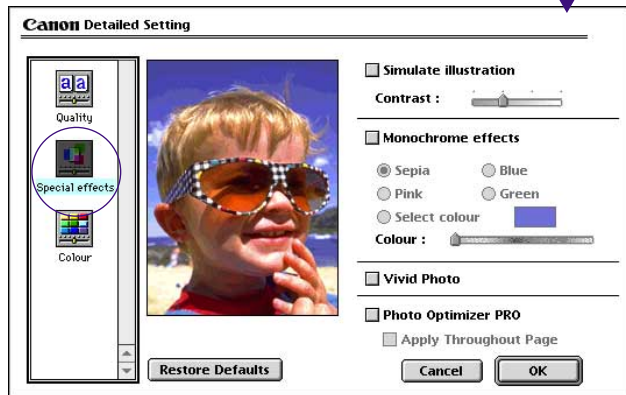 Canon Detailed Setting
a a
Quality
Special effects
Colour
Simulate illustration
Contrast :
Monochrome effects
Sepia Blue
Pink Green
Select colour
Colour :
Vivid Photo
Photo Optimizer PRO
Apply Throughout Page
Restore Defaults Cancel OK